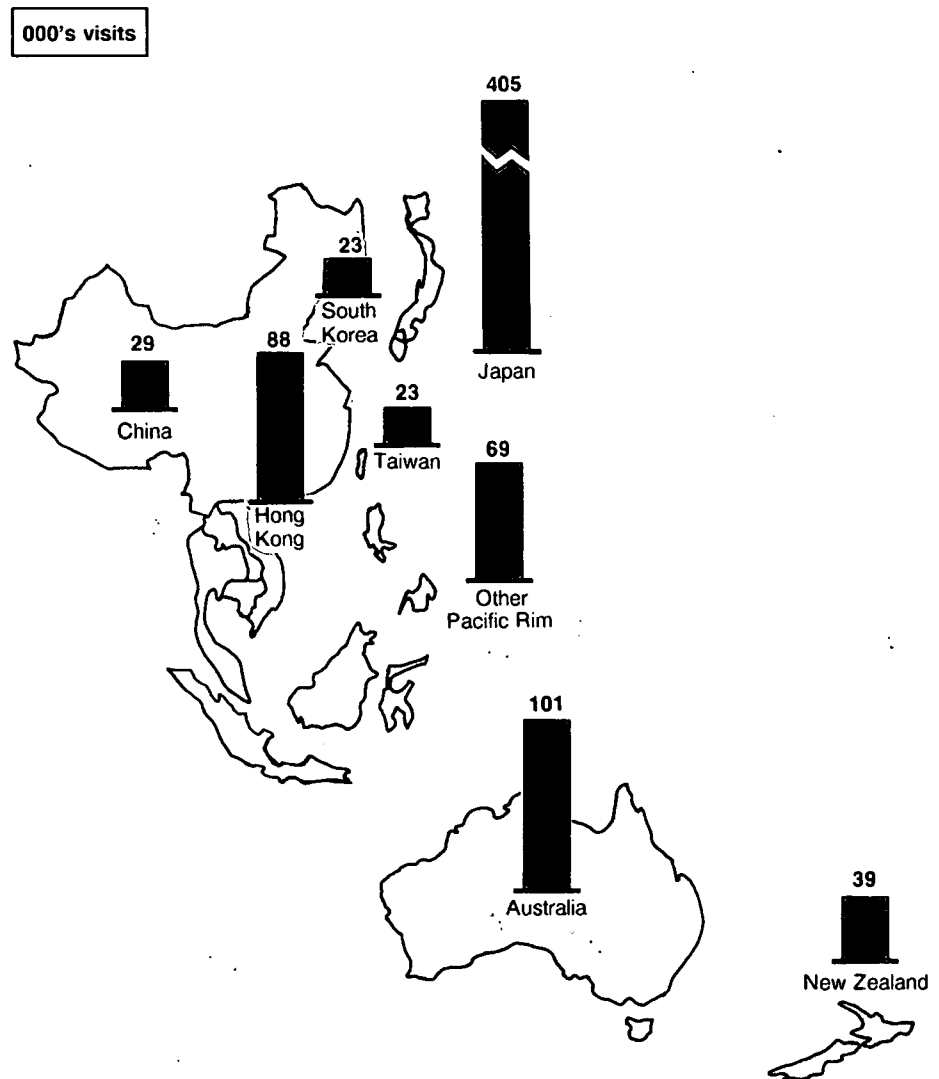 000's visits
405
Japan
23
South
Korea
29
China
88
Hong
Kong
23
Taiwan
69
Other
Pacific Rim
101
Australia
39
New Zealand